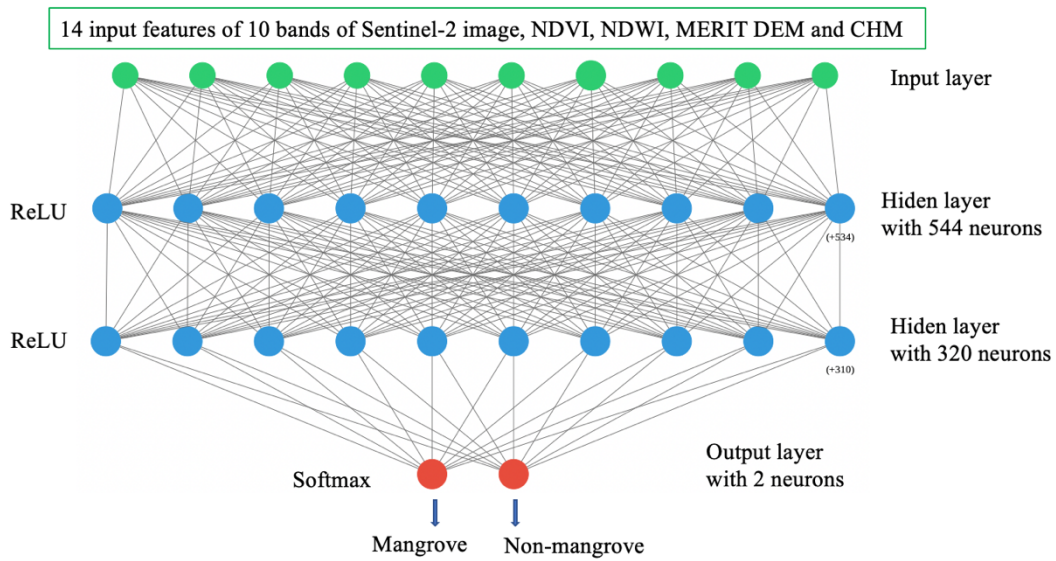 14 input features of 10 bands of Sentinel-2 image, NDVI, NDWI, MERIT DEM and CHM
Input layer
ReLU
Hiden layer
with 544 neurons
(+534)
ReLU
Hiden layer
with 320 neurons
(+310)
Softmax
Output layer
with 2 neurons
Mangrove
Non-mangrove